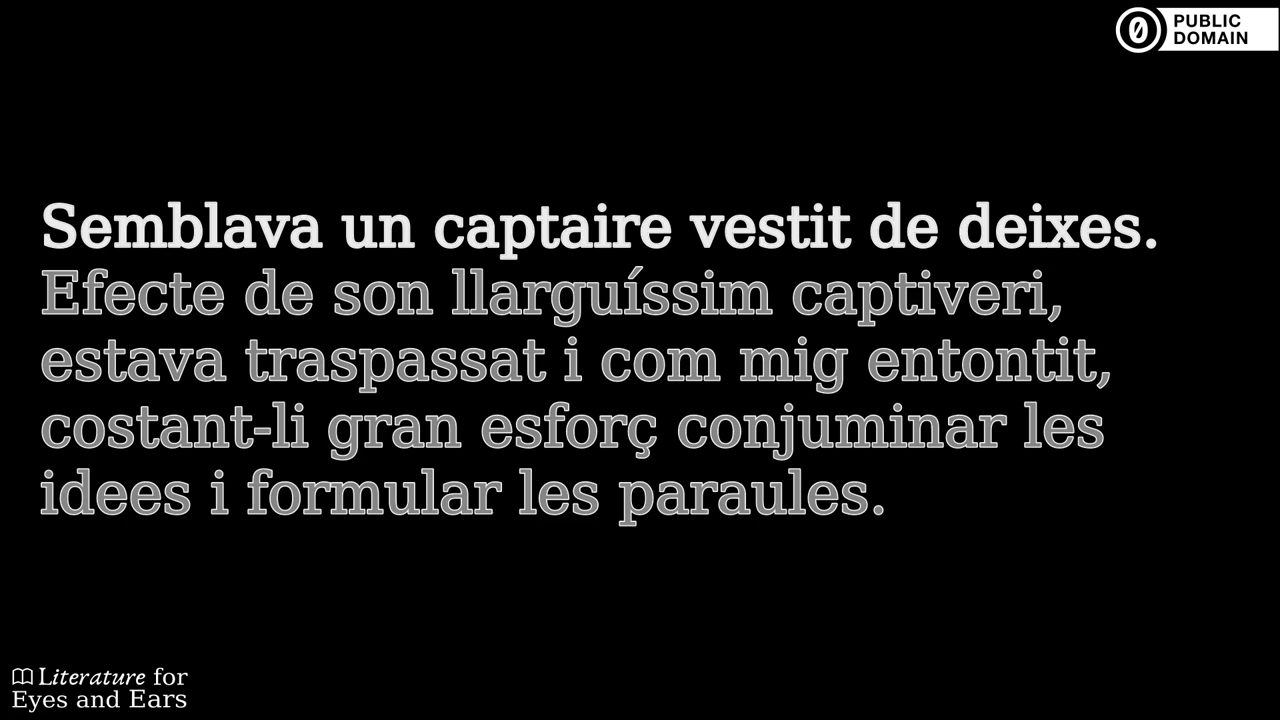 PUBLIC
DOMAIN
Semblava un captaire vestit de deixes.
Efecte de son llarguíssim captiveri,
estava traspassat i com mig entontit,
costant-li gran esforç conjuminar les
idees i formular les paraules.
Literature for
Eyes and Ears